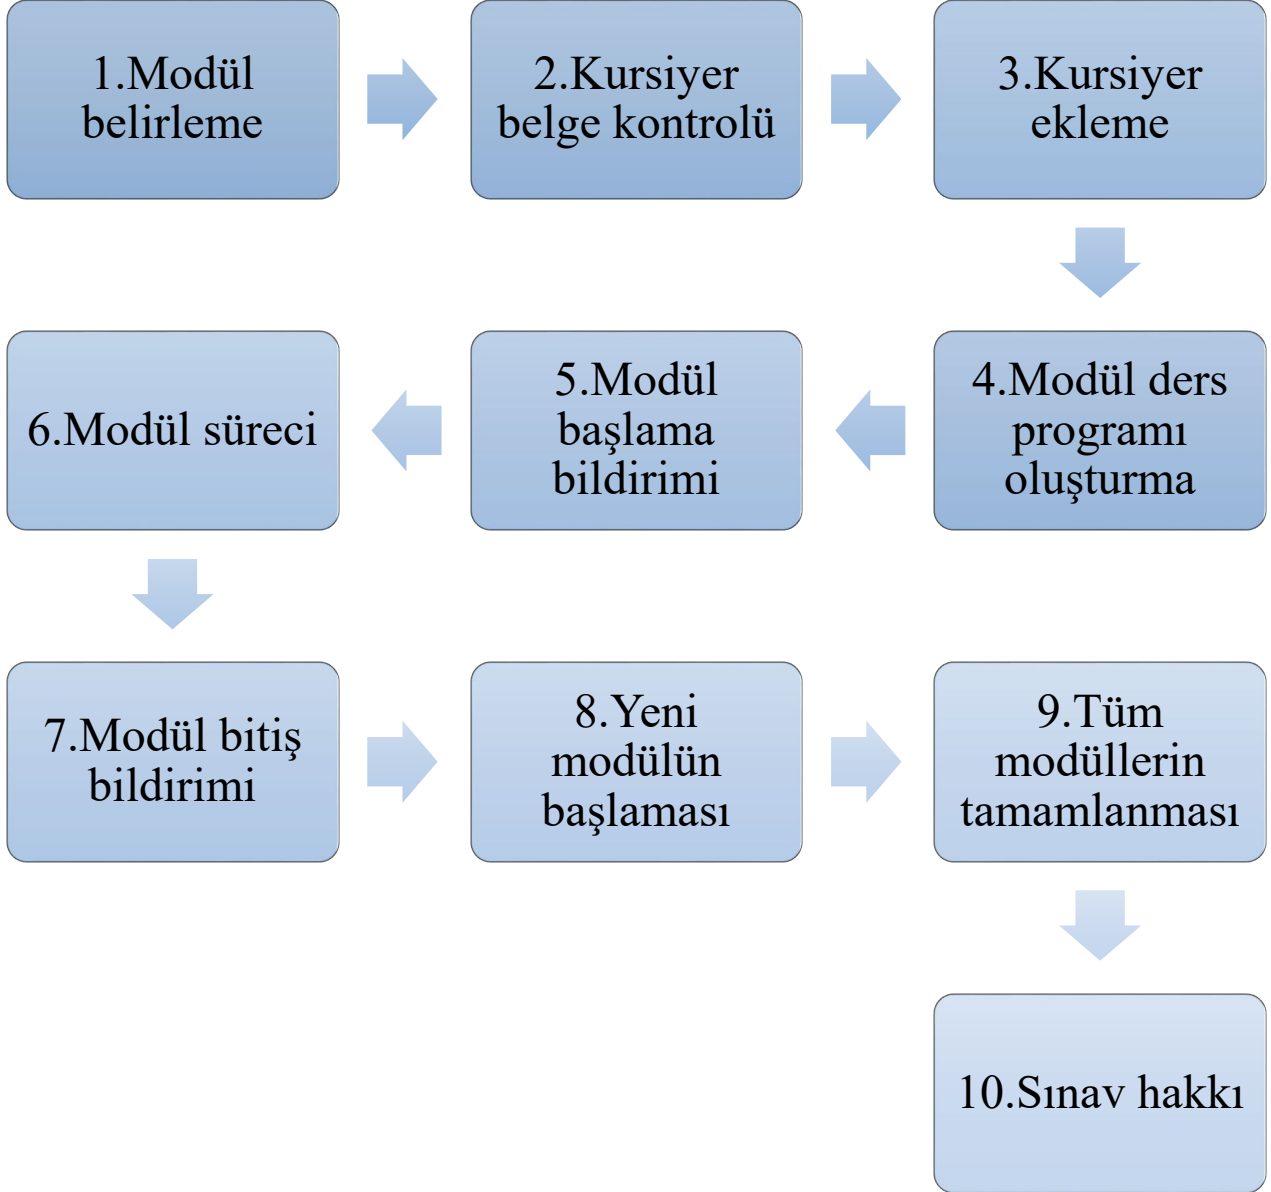 1.Modül
belirleme
2.Kursiyer
belge kontrolü
3.Kursiyer
ekleme
4.Modül ders
programı
oluşturma
5.Modül
başlama
bildirimi
6.Modül süreci
7.Modül bitiş
bildirimi
8.Yeni
modülün
başlaması
9.Tüm
modüllerin
tamamlanması
10.Sınav hakkı